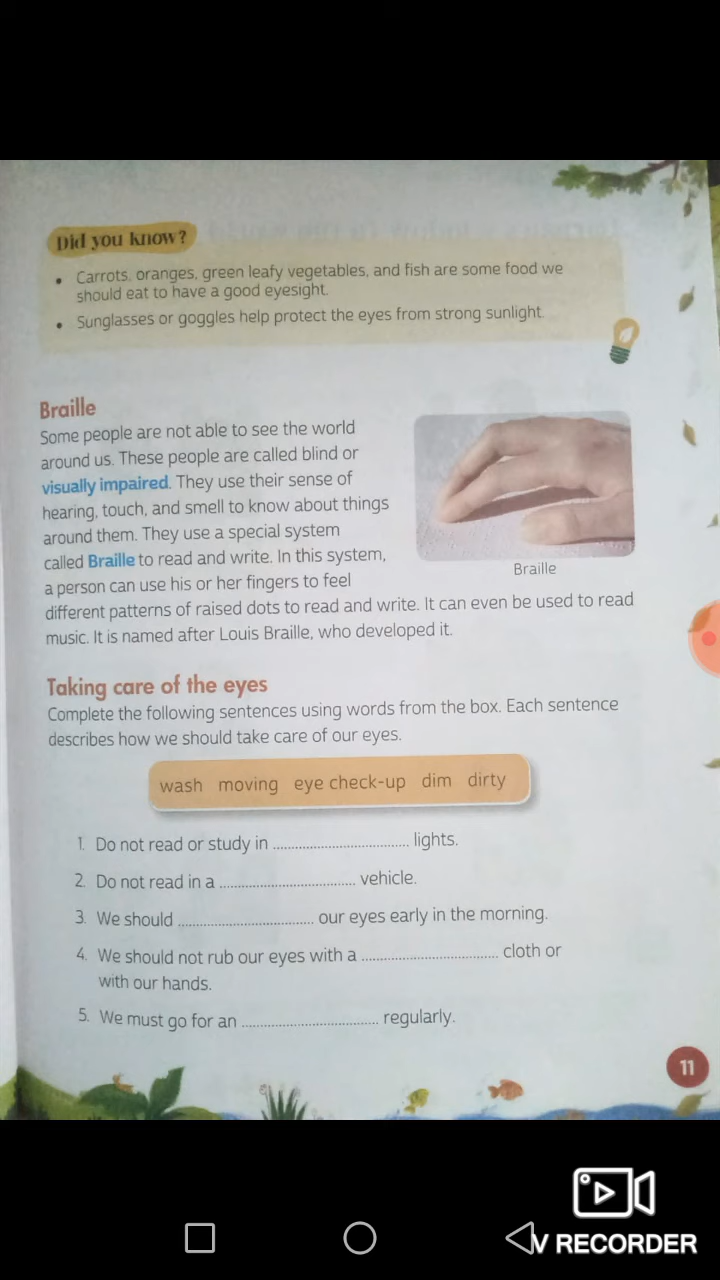 Did you know?
• Carrots, oranges, green leafy vegetables, and fish are some food we
should eat to have a good eyesight.
• Sunglasses or goggles help protect the eyes from strong sunlight.
Braille
Some people are not able to see the world
around us. These people are called blind or
visually impaired. They use their sense of
hearing, touch, and smell to know about things
around them. They use a special system
called Braille to read and write. In this system,
a person can use his or her fingers to feel
different patterns of raised dots to read and write. It can even be used to read
music. It is named after Louis Braille, who developed it.
Braille
Taking care of the eyes
Complete the following sentences using words from the box. Each sentence
describes how we should take care of our eyes.
wash moving eye check-up dim dirty
1. Do not read or study in .................................. lights.
2. Do not read in a .................................. vehicle.
3. We should .................................. our eyes early in the morning.
4. We should not rub our eyes with a .................................. cloth or
with our hands.
5. We must go for an .................................. regularly.
11
V RECORDER